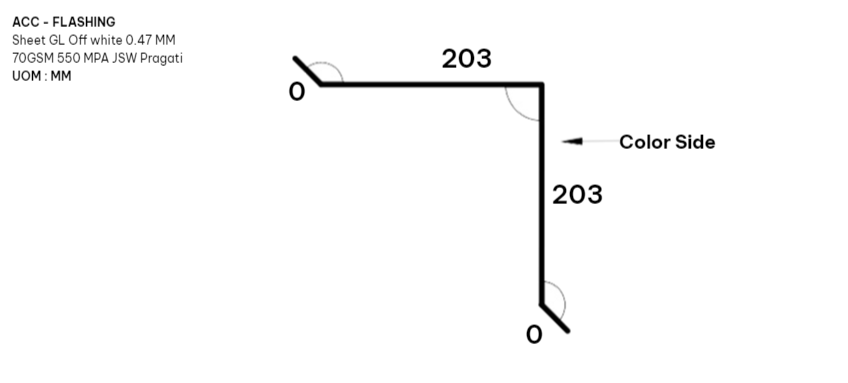 ACC - FLASHING
Sheet GL Off white 0.47 MM
70GSM 550 MPA JSW Pragati
UOM : MM
203
0
Color Side
203
0